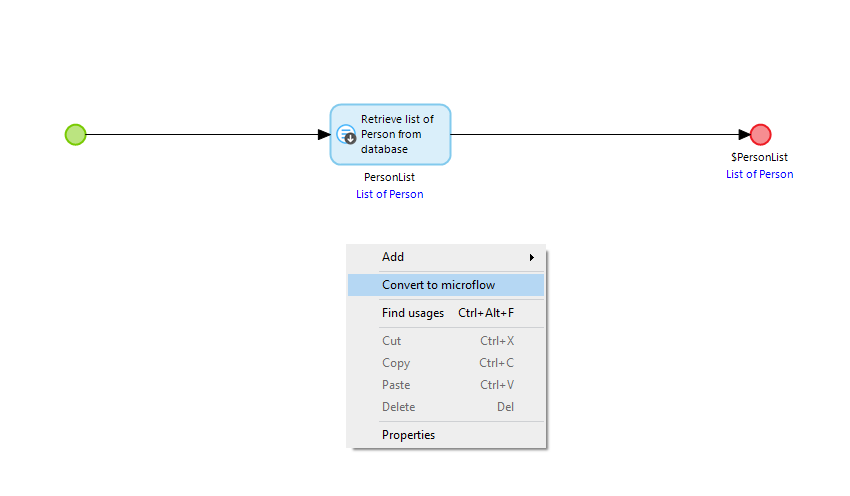 Retrieve list of
Person from
database
PersonList
List of Person
$PersonList
List of Person
Add
Convert to microflow
Find usages Ctrl+Alt+F
Cut Ctrl+X
Copy Ctrl+C
Paste Ctrl+V
Delete Del
Properties